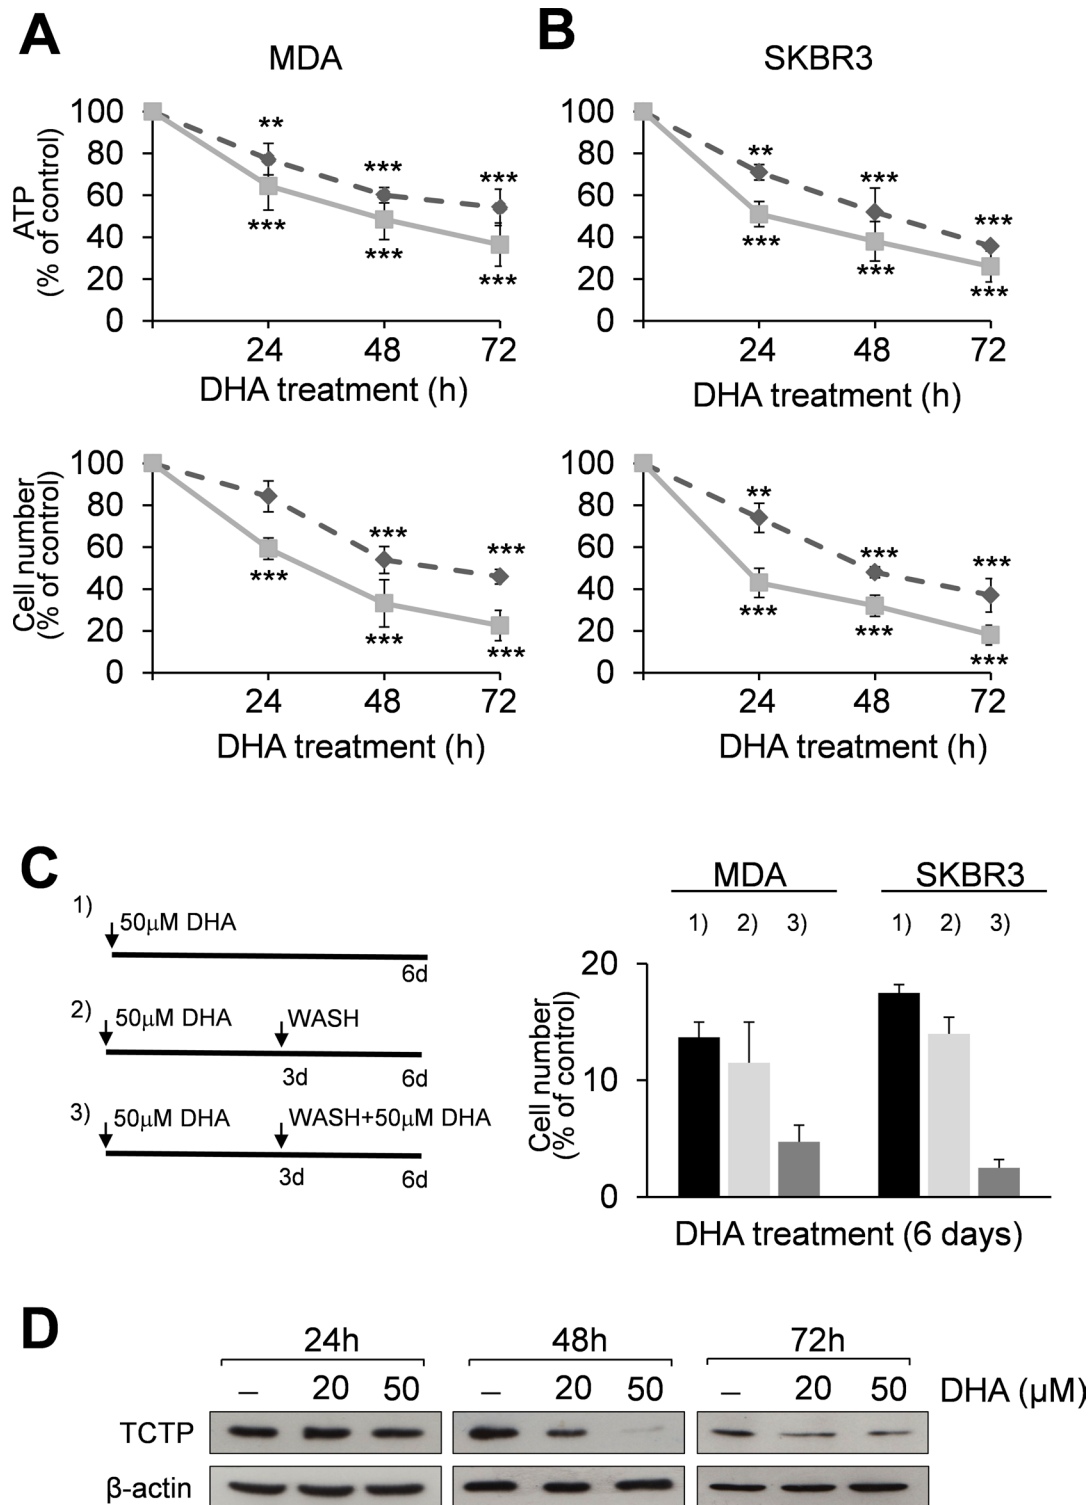 A
B
MDA
SKBR3
ATP
(% of control)
100
80
60
40
20
0
**
***
***
***
***
***
24
48
72
DHA treatment (h)
100
80
60
40
20
0
**
***
***
***
***
***
24
48
72
DHA treatment (h)
Cell number
(% of control)
100
80
60
40
20
0
***
***
***
***
***
24
48
72
DHA treatment (h)
100
80
60
40
20
0
**
***
***
***
***
***
24
48
72
DHA treatment (h)
C
1)
50μM DHA
6d
2)
50μM DHA
WASH
3d
6d
3)
50μM DHA
WASH+50μM DHA
3d
6d
MDA
SKBR3
1) 2) 3)
1) 2) 3)
Cell number
(% of control)
20
10
0
DHA treatment (6 days)
D
24h
48h
72h
– 20 50 – 20 50 – 20 50 DHA (μM)
TCTP
β-actin